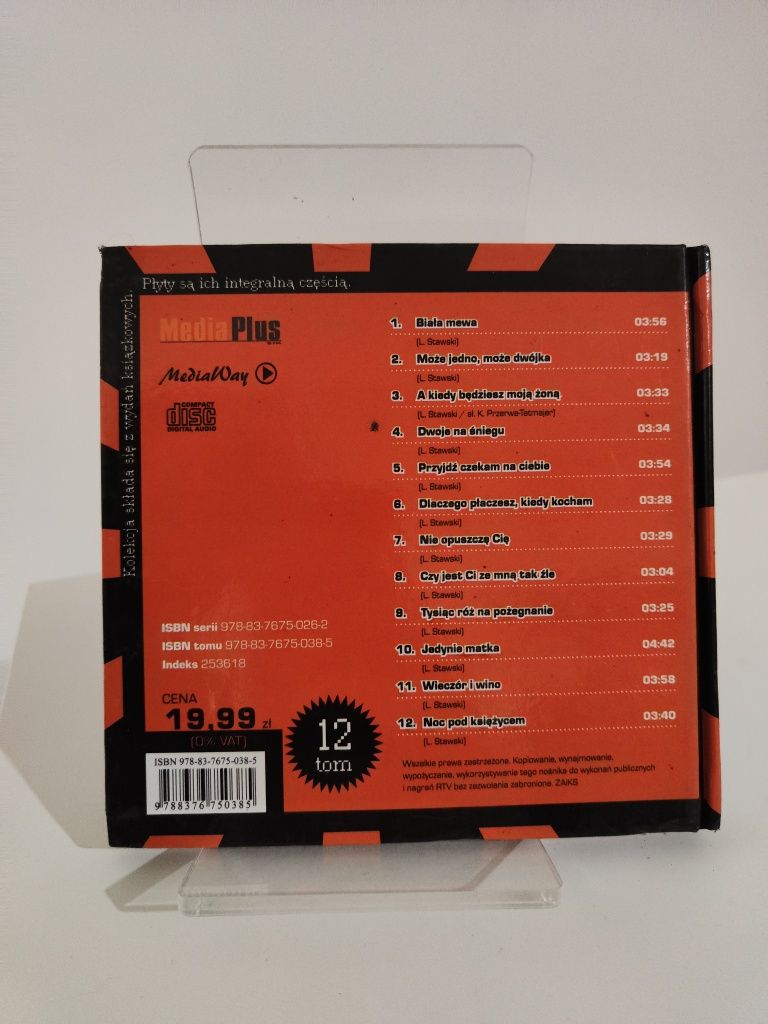 Płyty są ich integralną częścią.
Kolekcja składa się z wydań książkowych.
Media Plus
MediaWay
COMPACT
disc
DIGITAL AUDIO
1. Biała mewa 03:56
(L. Stawski)
2. Może jedno, może dwójka 03:19
(L. Stawski)
3. A kiedy będziesz moją żoną 03:33
(L. Stawski / sł. K. Przerwa-Tetmajer)
4. Dwoje na śniegu 03:34
(L. Stawski)
5. Przyjdź czekam na ciebie 03:54
(L. Stawski)
6. Dlaczego płaczesz, kiedy kocham 03:28
(L. Stawski)
7. Nie opuszczę Cię 03:29
(L. Stawski)
8. Czy jest Ci ze mną tak źle 03:04
(L. Stawski)
9. Tysiąc róż na pożegnanie 03:25
(L. Stawski)
10. Jedynie matka 04:42
(L. Stawski)
11. Wieczór i wino 03:58
(L. Stawski)
12. Noc pod księżycem 03:40
(L. Stawski)
ISBN serii 978-83-7675-026-2
ISBN tomu 978-83-7675-038-5
Indeks 253618
CENA
19,99 zł
(0% VAT)
ISBN 978-83-7675-038-5
9 788376 750385
12
tom
Wszelkie prawa zastrzeżone. Kopiowanie, wynajmowanie,
wypożyczanie, wykorzystywanie tego nośnika do wykonań publicznych
i nagrań RTV bez zezwolenia zabronione. ZAiKS